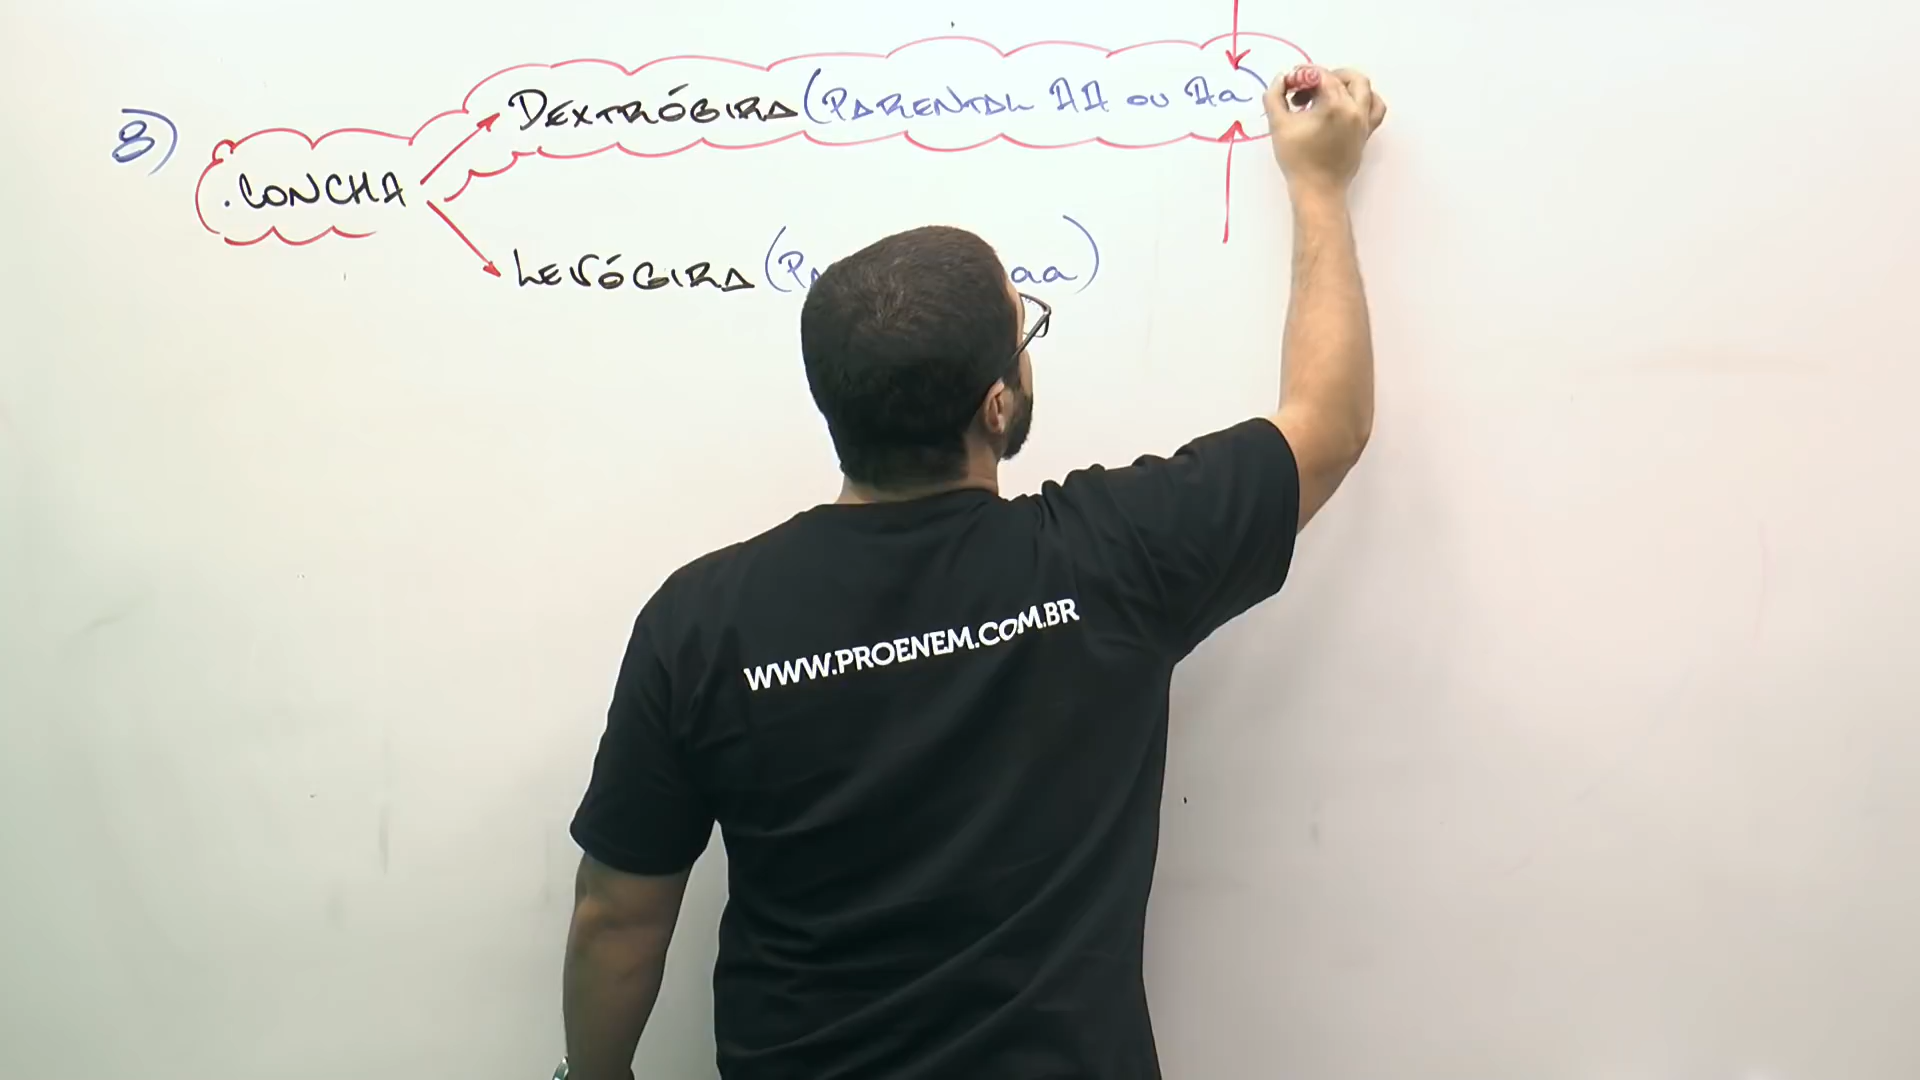 8)
DEXTRÓGIRA (PARENTAL AA OU Aa)
.CONCHA
LEVÓGIRA ( aa)
WWW.PROENEM.COM.BR